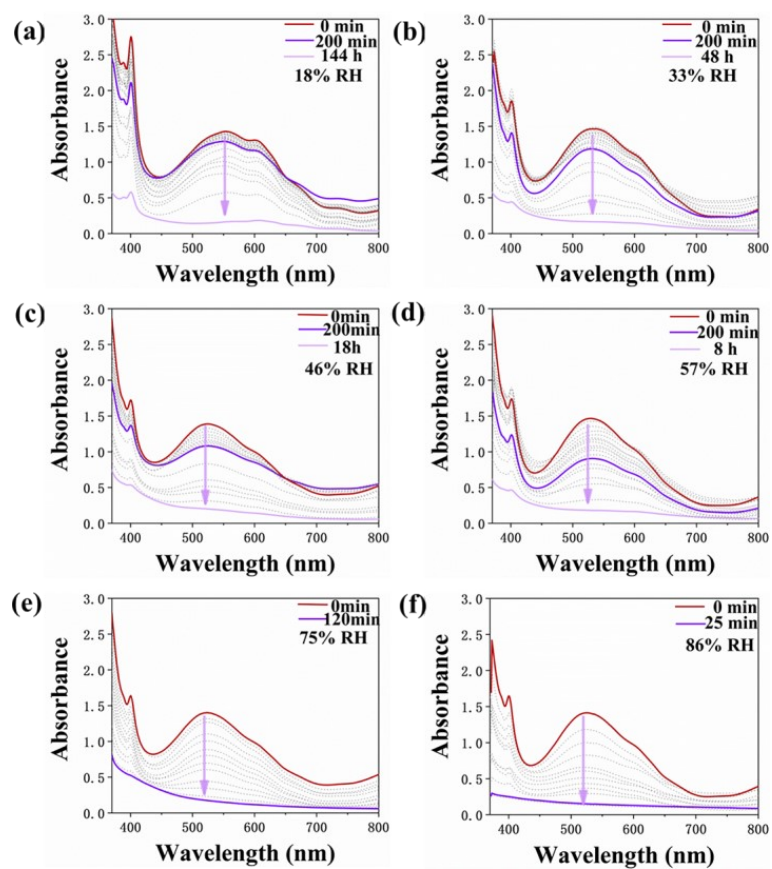 (a)
3.0
2.5
2.0
1.5
1.0
0.5
0.0
Absorbance
400 500 600 700 800
Wavelength (nm)
0 min
200 min
144 h
18% RH
(b)
3.0
2.5
2.0
1.5
1.0
0.5
0.0
Absorbance
400 500 600 700 800
Wavelength (nm)
0 min
200 min
48 h
33% RH
(c)
3.0
2.5
2.0
1.5
1.0
0.5
0.0
Absorbance
400 500 600 700 800
Wavelength (nm)
0min
200min
18h
46% RH
(d)
3.0
2.5
2.0
1.5
1.0
0.5
0.0
Absorbance
400 500 600 700 800
Wavelength (nm)
0 min
200 min
8 h
57% RH
(e)
3.0
2.5
2.0
1.5
1.0
0.5
0.0
Absorbance
400 500 600 700 800
Wavelength (nm)
0min
120min
75% RH
(f)
3.0
2.5
2.0
1.5
1.0
0.5
0.0
Absorbance
400 500 600 700 800
Wavelength (nm)
0 min
25 min
86% RH